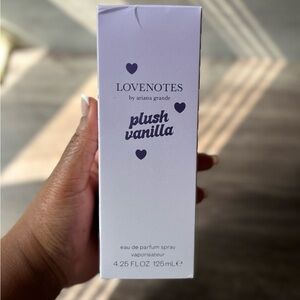 LOVENOTES
by ariana grande
plush
vanilla
eau de parfum spray
vaporisateur
4.25 FL OZ 125 mL ℮